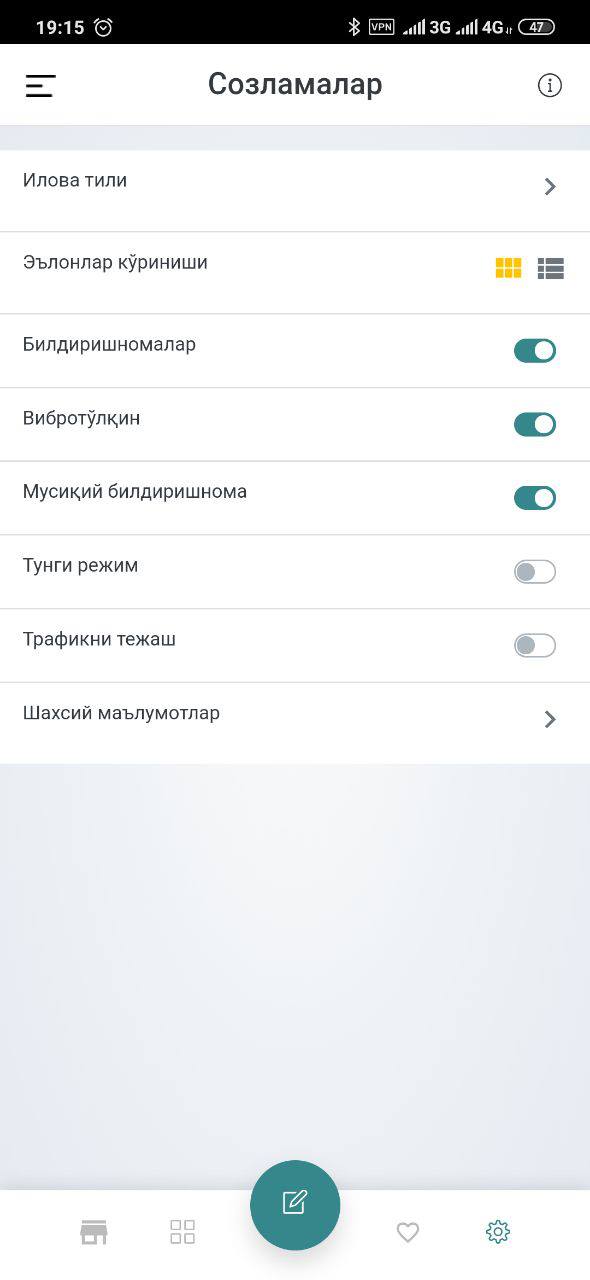 19:15 VPN 3G 4G 47
Созламалар
Илова тили
Эълонлар кўриниши
Билдиришномалар
Вибротўлқин
Мусиқий билдиришнома
Тунги режим
Трафикни тежаш
Шахсий маълумотлар